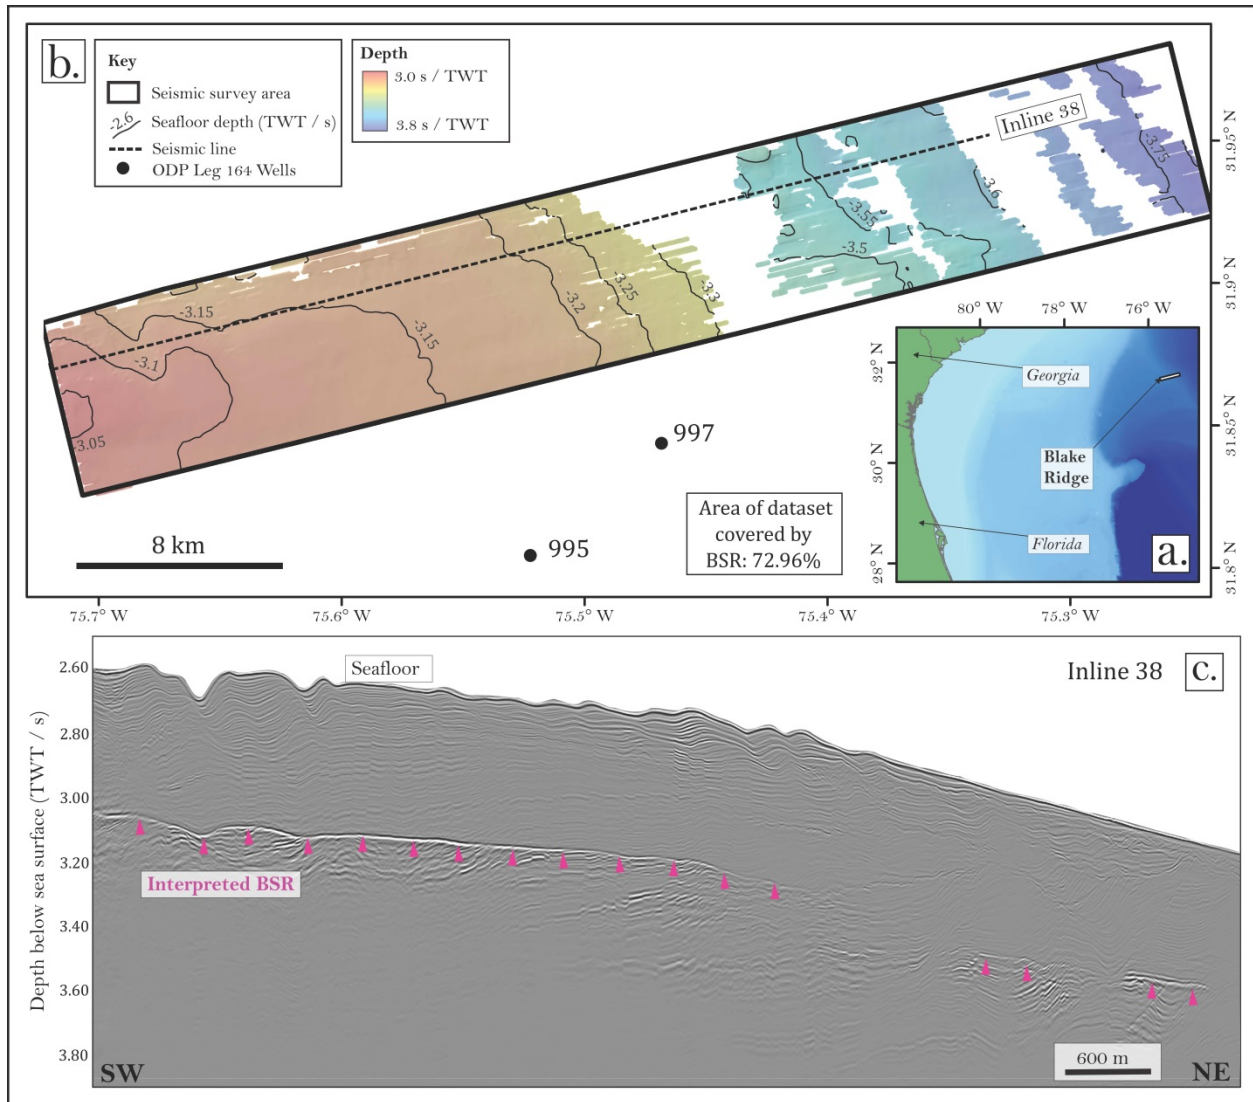 b.
Key
Seismic survey area
-2.6
Seafloor depth (TWT / s)
Seismic line
ODP Leg 164 Wells
Depth
3.0 s / TWT
3.8 s / TWT
Inline 38
-3.75
-3.6
-3.55
-3.5
-3.3
-3.25
-3.2
-3.15
-3.15
-3.1
-3.05
31.95° N
31.9° N
31.85° N
31.8° N
997
995
8 km
Area of dataset
covered by
BSR: 72.96%
80° W
78° W
76° W
32° N
30° N
28° N
Georgia
Blake
Ridge
Florida
a.
75.7° W
75.6° W
75.5° W
75.4° W
75.3° W
Seafloor
Inline 38
c.
Depth below sea surface (TWT / s)
2.60
2.80
3.00
3.20
3.40
3.60
3.80
Interpreted BSR
SW
600 m
NE